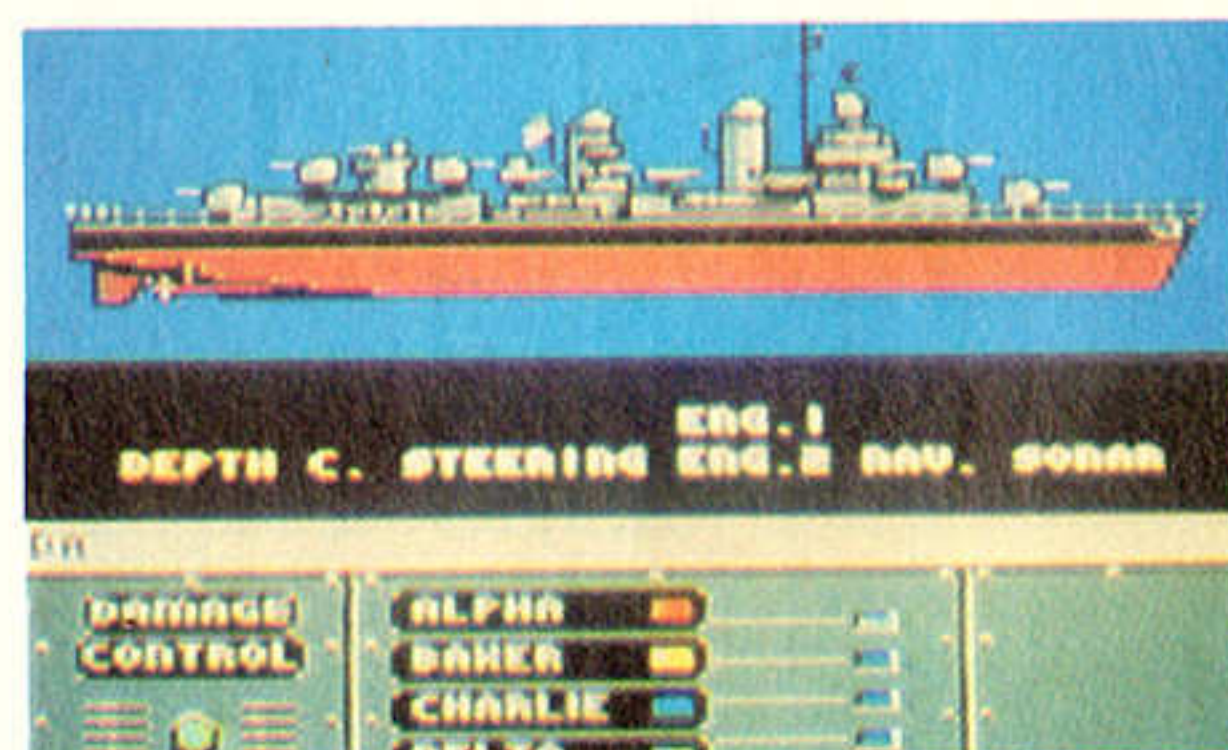 ENG.1
DEPTH C. STEERING ENG.2 NAV. SONAR
DAMAGE
CONTROL
ALPHA
BAKER
CHARLIE